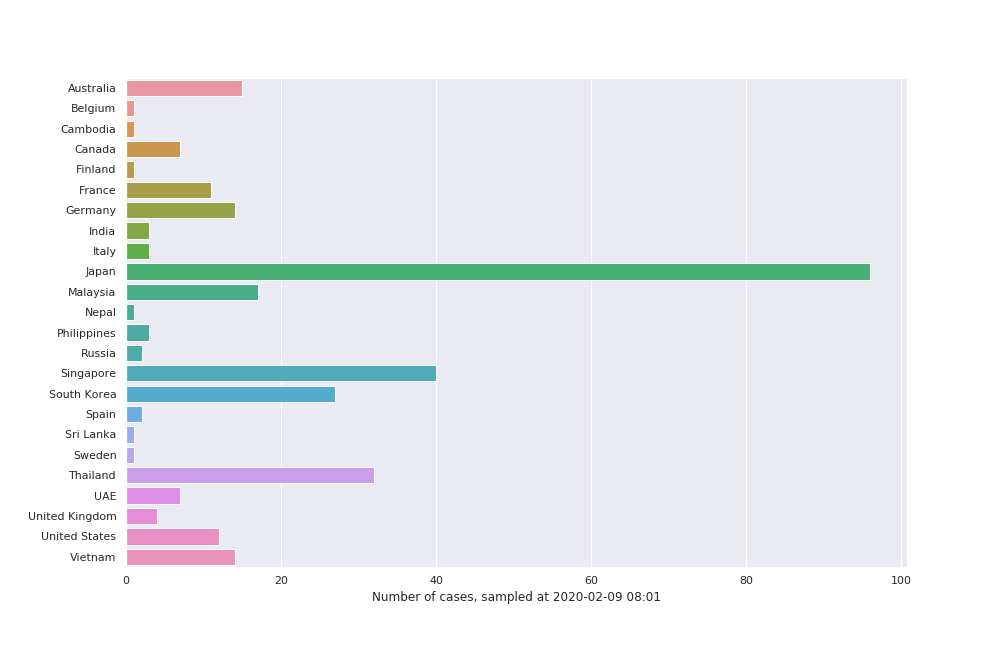 Australia
Belgium
Cambodia
Canada
Finland
France
Germany
India
Italy
Japan
Malaysia
Nepal
Philippines
Russia
Singapore
South Korea
Spain
Sri Lanka
Sweden
Thailand
UAE
United Kingdom
United States
Vietnam
0 20 40 60 80 100
Number of cases, sampled at 2020-02-09 08:01